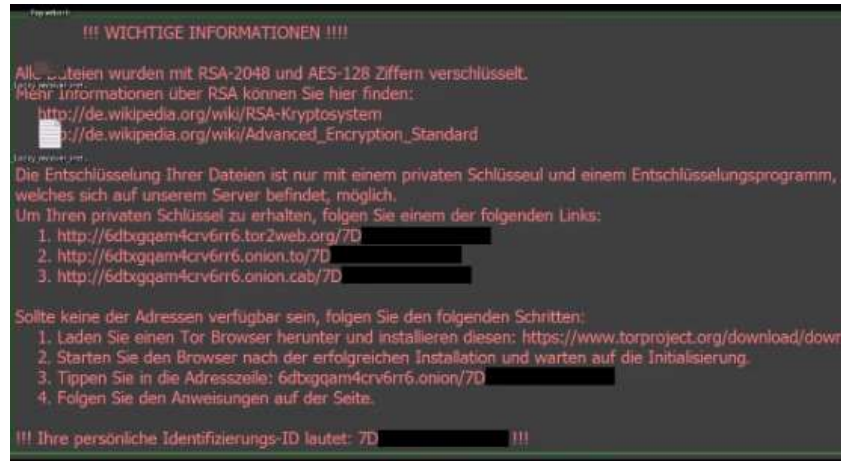 Papierkorb
!!! WICHTIGE INFORMATIONEN !!!!
Alle Dateien wurden mit RSA-2048 und AES-128 Ziffern verschlüsselt.
Mehr Informationen über RSA können Sie hier finden:
http://de.wikipedia.org/wiki/RSA-Kryptosystem
p://de.wikipedia.org/wiki/Advanced_Encryption_Standard
Die Entschlüsselung Ihrer Dateien ist nur mit einem privaten Schlüsseul und einem Entschlüsselungsprogramm,
welches sich auf unserem Server befindet, möglich.
Um Ihren privaten Schlüssel zu erhalten, folgen Sie einem der folgenden Links:
1. http://6dtxgqam4crv6rr6.tor2web.org/7D
2. http://6dtxgqam4crv6rr6.onion.to/7D
3. http://6dtxgqam4crv6rr6.onion.cab/7D
Sollte keine der Adressen verfügbar sein, folgen Sie den folgenden Schritten:
1. Laden Sie einen Tor Browser herunter und installieren diesen: https://www.torproject.org/download/dowr
2. Starten Sie den Browser nach der erfolgreichen Installation und warten auf die Initialisierung.
3. Tippen Sie in die Adresszeile: 6dtxgqam4crv6rr6.onion/7D
4. Folgen Sie den Anweisungen auf der Seite.
!!! Ihre persönliche Identifizierungs-ID lautet: 7D !!!